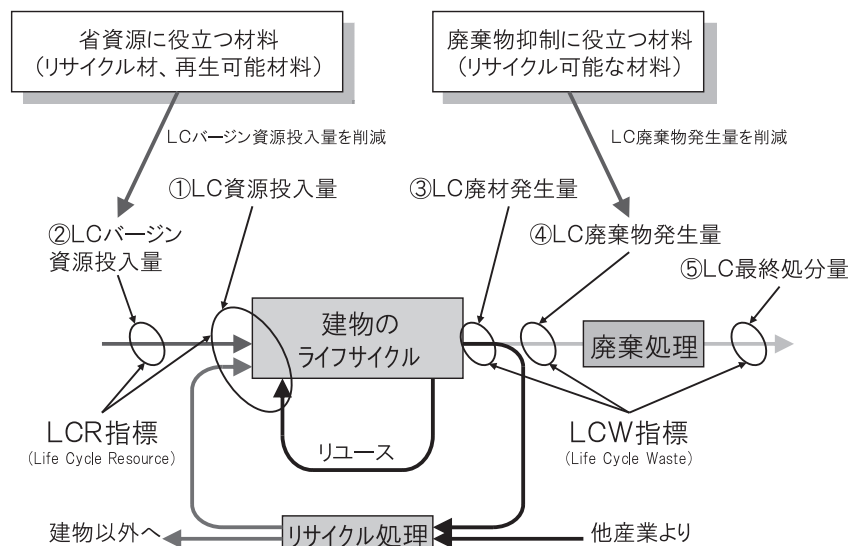 省資源に役立つ材料
（リサイクル材、再生可能材料）
廃棄物抑制に役立つ材料
（リサイクル可能な材料）
LCバージン資源投入量を削減
LC廃棄物発生量を削減
①LC資源投入量
③LC廃材発生量
②LCバージン
資源投入量
④LC廃棄物発生量
⑤LC最終処分量
建物の
ライフサイクル
廃棄処理
LCR指標
(Life Cycle Resource)
リユース
LCW指標
(Life Cycle Waste)
建物以外へ
リサイクル処理
他産業より